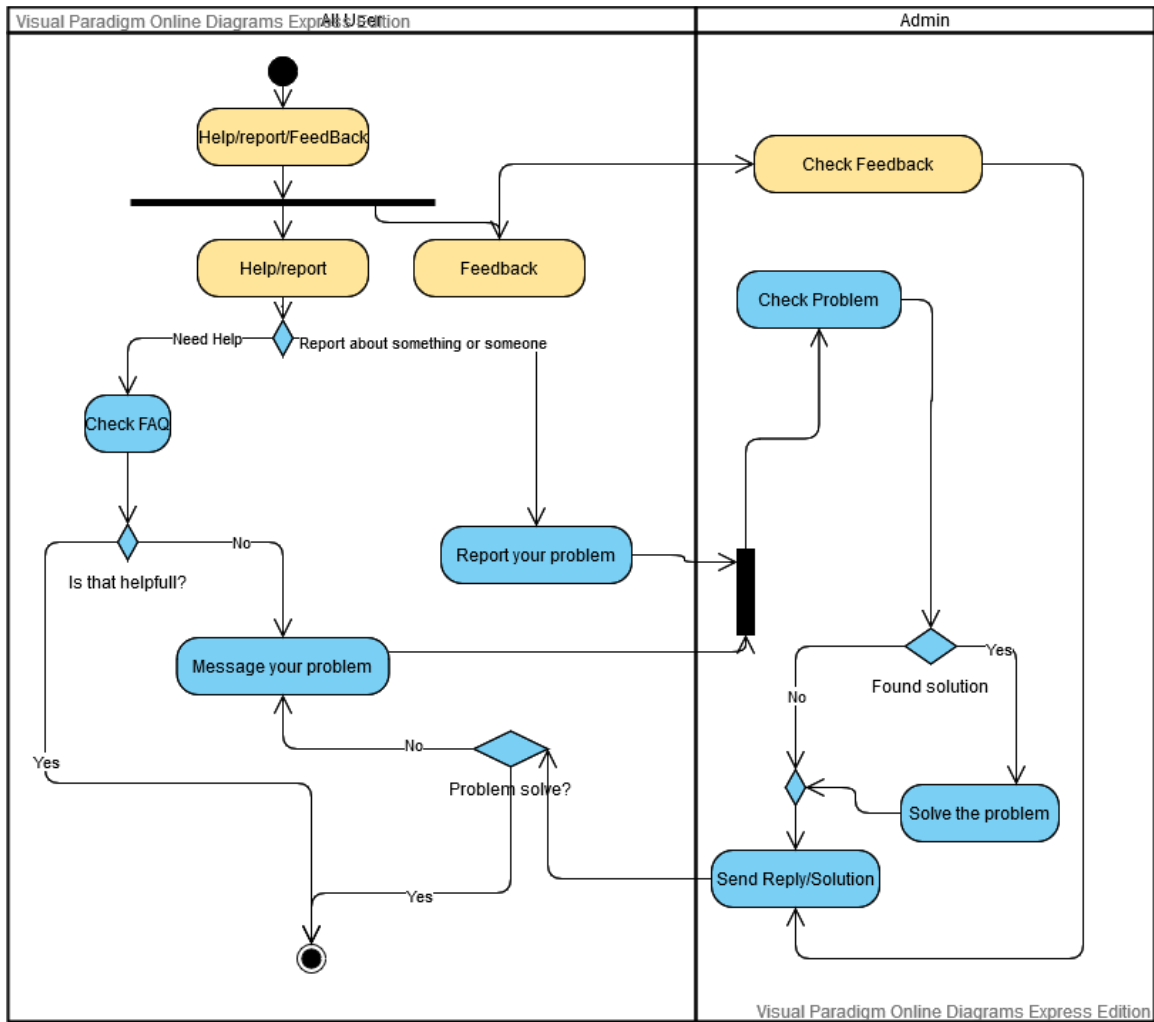 Visual Paradigm Online Diagrams Express Edition
All User
Admin
Help/report/FeedBack
Check Feedback
Help/report
Feedback
Check Problem
Need Help
Report about something or someone
Check FAQ
No
Report your problem
Is that helpfull?
Message your problem
Yes
Found solution
No
No
Yes
Problem solve?
Solve the problem
Send Reply/Solution
Yes
Visual Paradigm Online Diagrams Express Edition